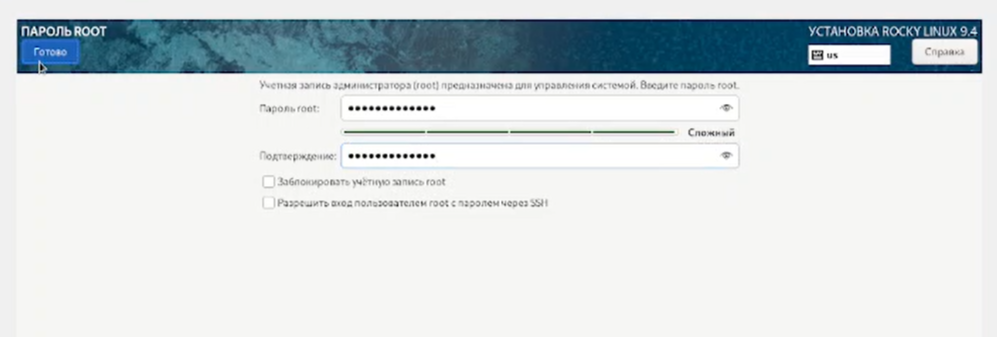 ПАРОЛЬ ROOT
УСТАНОВКА ROCKY LINUX 9.4
Готово
us
Справка
Учетная запись администратора (root) предназначена для управления системой. Введите пароль root.
Пароль root: •••••••••••••
Сложный
Подтверждение: •••••••••••••
Заблокировать учётную запись root
Разрешить вход пользователем root с паролем через SSH